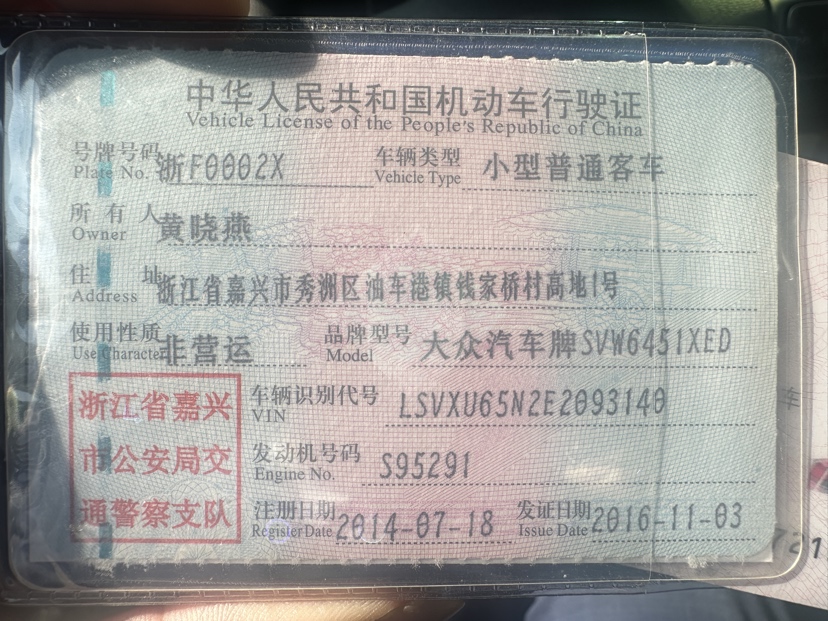 中华人民共和国机动车行驶证
Vehicle License of the People's Republic of China
号牌号码 浙F0002X 车辆类型 小型普通客车
Plate No. Vehicle Type
所有人 黄晓燕
Owner
住址 浙江省嘉兴市秀洲区油车港镇钱家桥村高地1号
Address
使用性质 非营运 品牌型号 大众汽车牌SVW6451XED
Use Character Model
浙江省嘉兴
市公安局交
通警察支队
车辆识别代号 LSVXU65N2E2093140
VIN
发动机号码 S95291
Engine No.
注册日期 2014-07-18 发证日期 2016-11-03
Register Date Issue Date
车
721